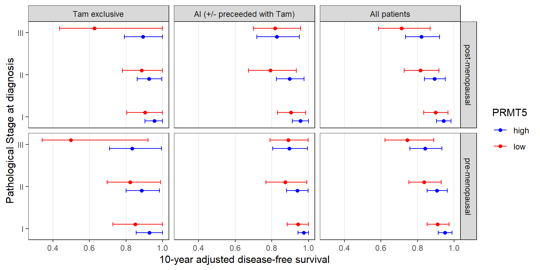 Tam exclusive
AI (+/- preceeded with Tam)
All patients
Pathological Stage at diagnosis
III
II
I
post-menopausal
III
II
I
pre-menopausal
0.4 0.6 0.8 1.0
0.4 0.6 0.8 1.0
0.4 0.6 0.8 1.0
10-year adjusted disease-free survival
PRMT5
high
low